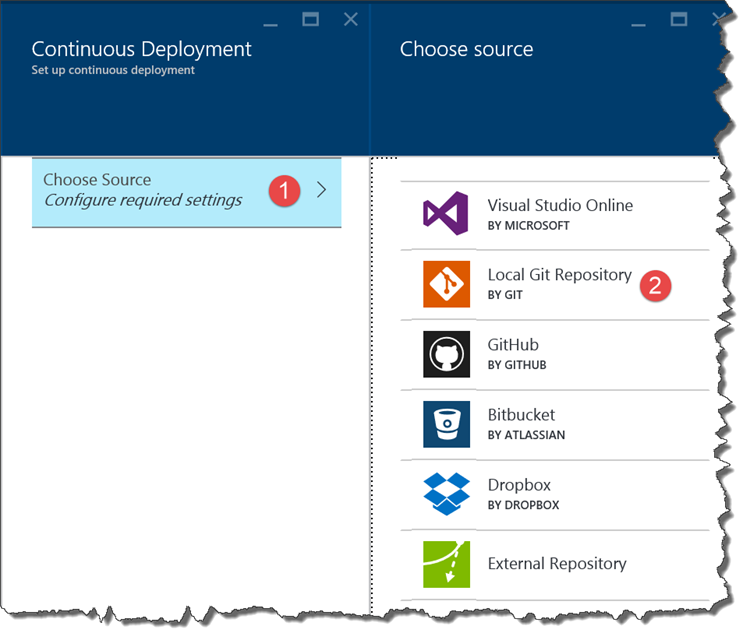 Continuous Deployment
Set up continuous deployment
Choose Source
Configure required settings
1
Choose source
Visual Studio Online
BY MICROSOFT
Local Git Repository
BY GIT
2
GitHub
BY GITHUB
Bitbucket
BY ATLASSIAN
Dropbox
BY DROPBOX
External Repository